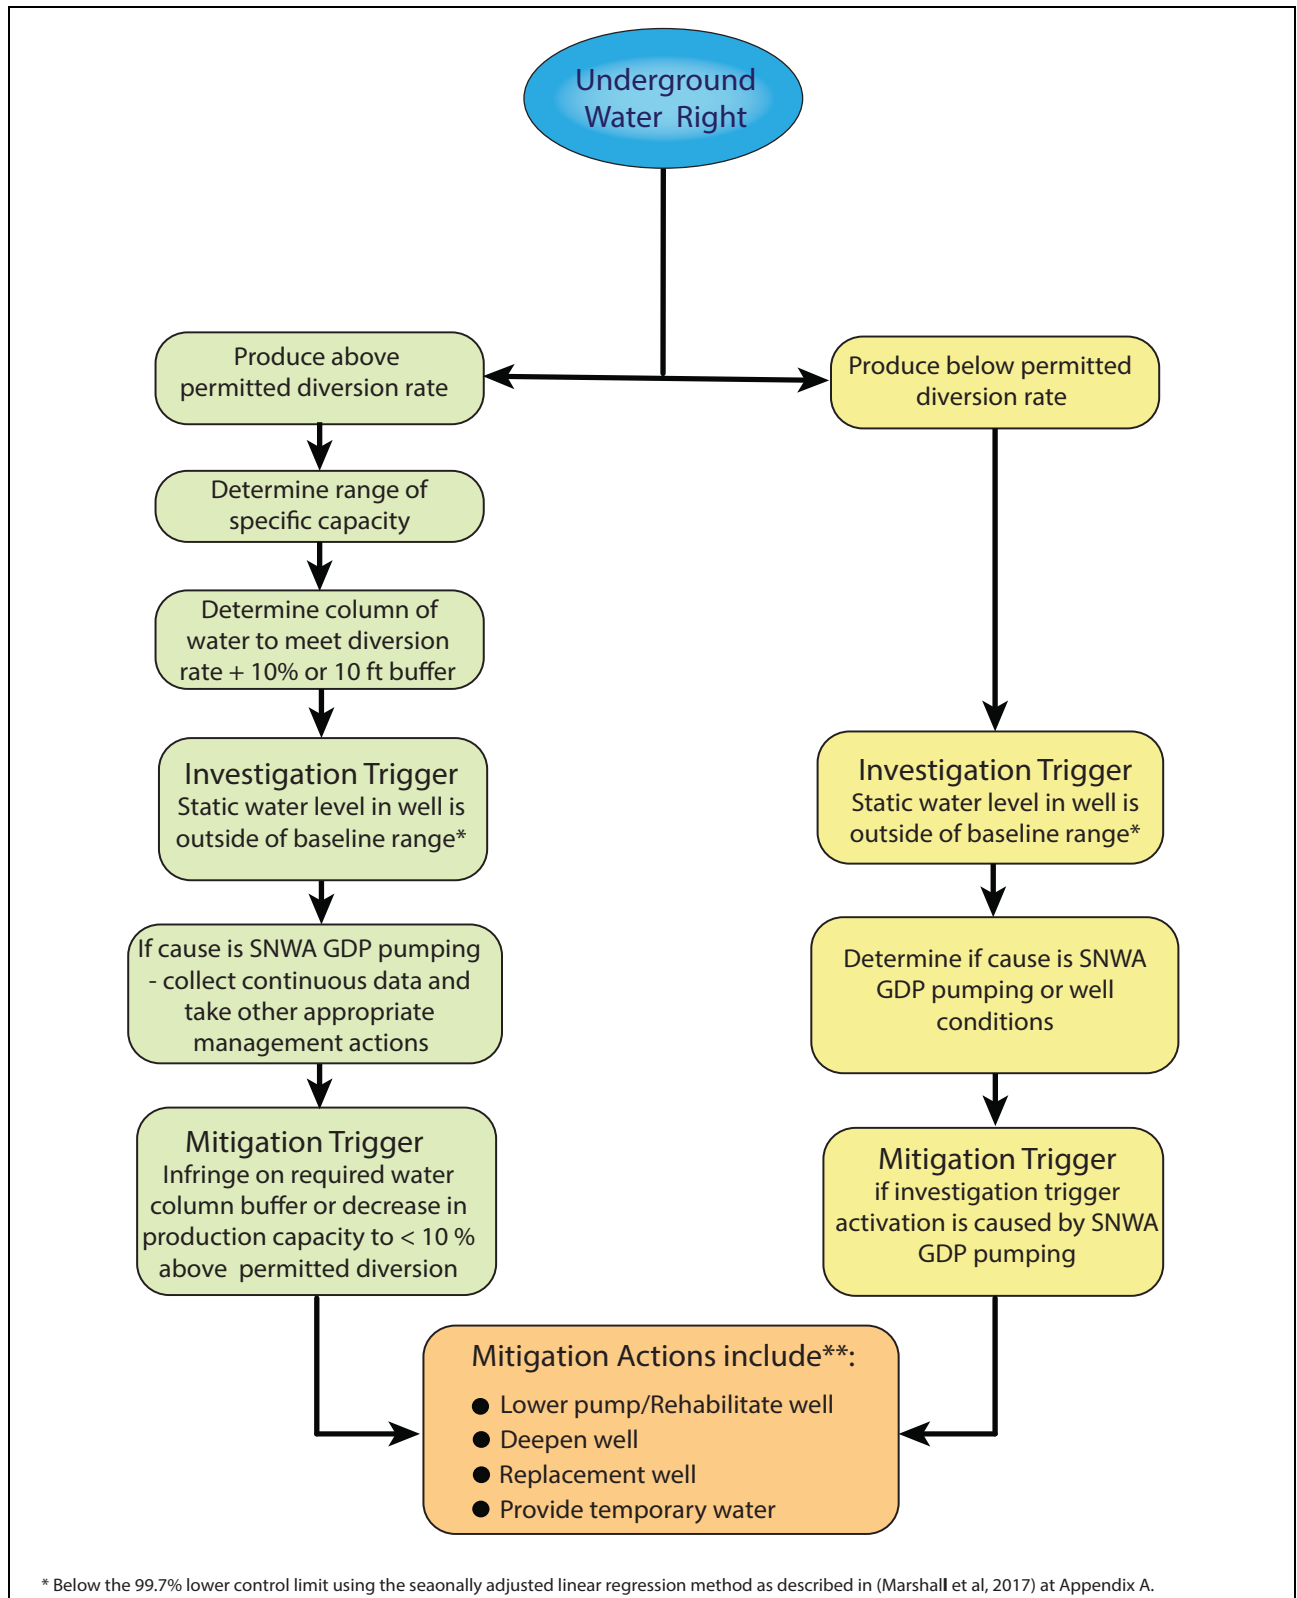 Underground
Water Right
Produce above
permitted diversion rate
Produce below permitted
diversion rate
Determine range of
specific capacity
Determine column of
water to meet diversion
rate + 10% or 10 ft buffer
Investigation Trigger
Static water level in well is
outside of baseline range*
If cause is SNWA GDP pumping
- collect continuous data and
take other appropriate
management actions
Mitigation Trigger
Infringe on required water
column buffer or decrease in
production capacity to < 10 %
above permitted diversion
Investigation Trigger
Static water level in well is
outside of baseline range*
Determine if cause is SNWA
GDP pumping or well
conditions
Mitigation Trigger
if investigation trigger
activation is caused by SNWA
GDP pumping
Mitigation Actions include**:
● Lower pump/Rehabilitate well
● Deepen well
● Replacement well
● Provide temporary water
* Below the 99.7% lower control limit using the seaonally adjusted linear regression method as described in (Marshall et al, 2017) at Appendix A.